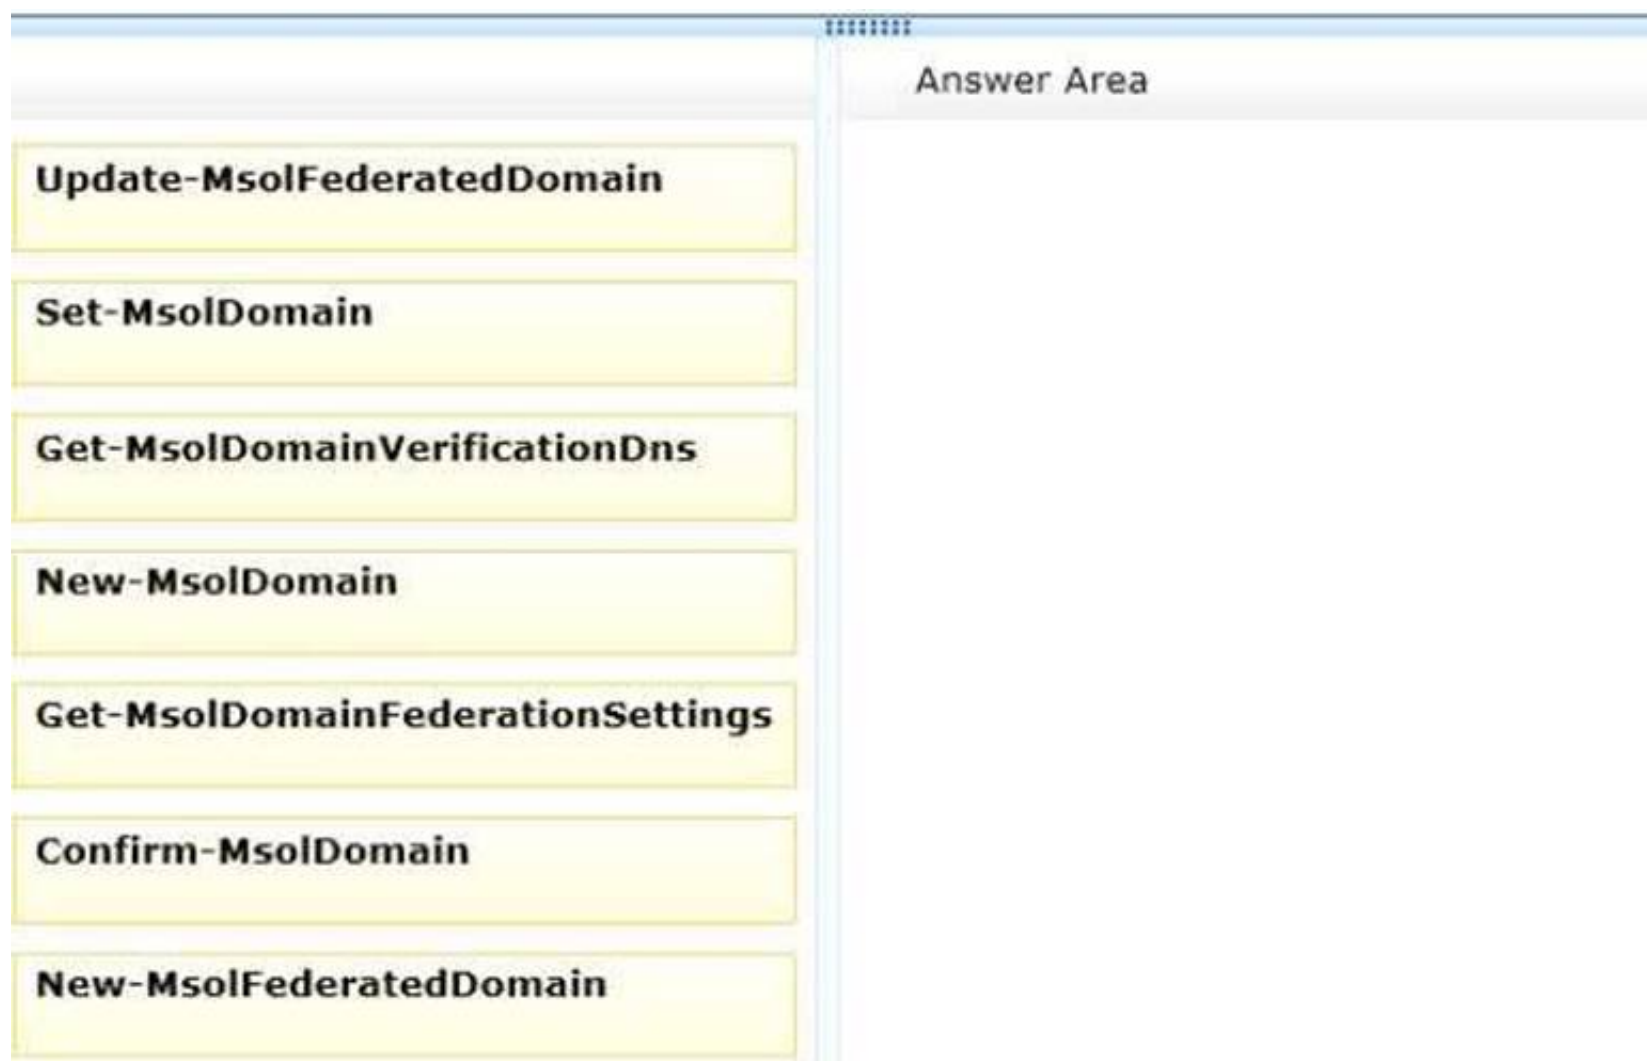 Answer Area
Update-MsolFederatedDomain
Set-MsolDomain
Get-MsolDomainVerificationDns
New-MsolDomain
Get-MsolDomainFederationSettings
Confirm-MsolDomain
New-MsolFederatedDomain